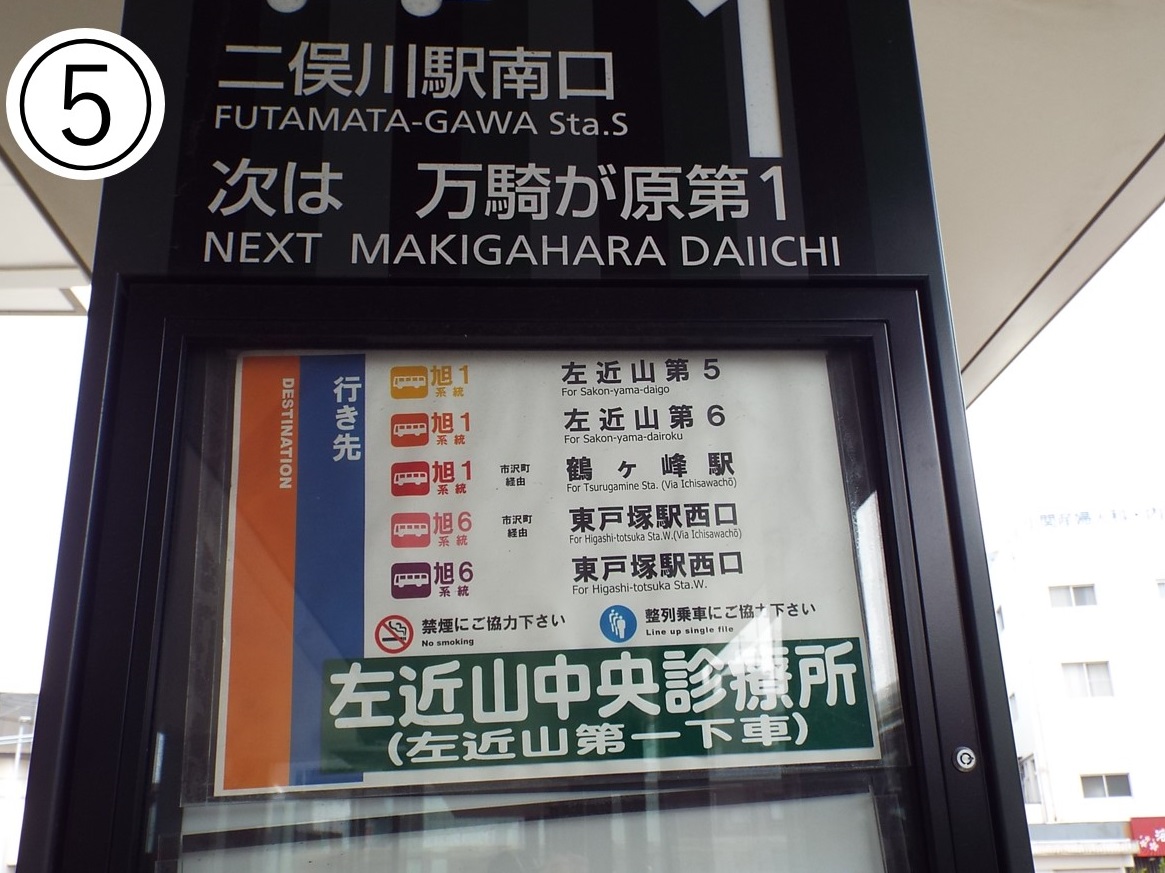 ⑤
二俣川駅南口
FUTAMATA-GAWA Sta.S
次は 万騎が原第1
NEXT MAKIGAHARA DAIICHI
行き先
DESTINATION
旭1系統 左近山第5
For Sakon-yama-daigo
旭1系統 左近山第6
For Sakon-yama-dairoku
旭1系統 市沢町経由 鶴ヶ峰駅
For Tsurugamine Sta. (Via Ichisawachō)
旭6系統 市沢町経由 東戸塚駅西口
For Higashi-totsuka Sta.W.(Via Ichisawachō)
旭6系統 東戸塚駅西口
For Higashi-totsuka Sta.W.
禁煙にご協力下さい
No smoking
整列乗車にご協力下さい
Line up single file
左近山中央診療所
(左近山第一下車)